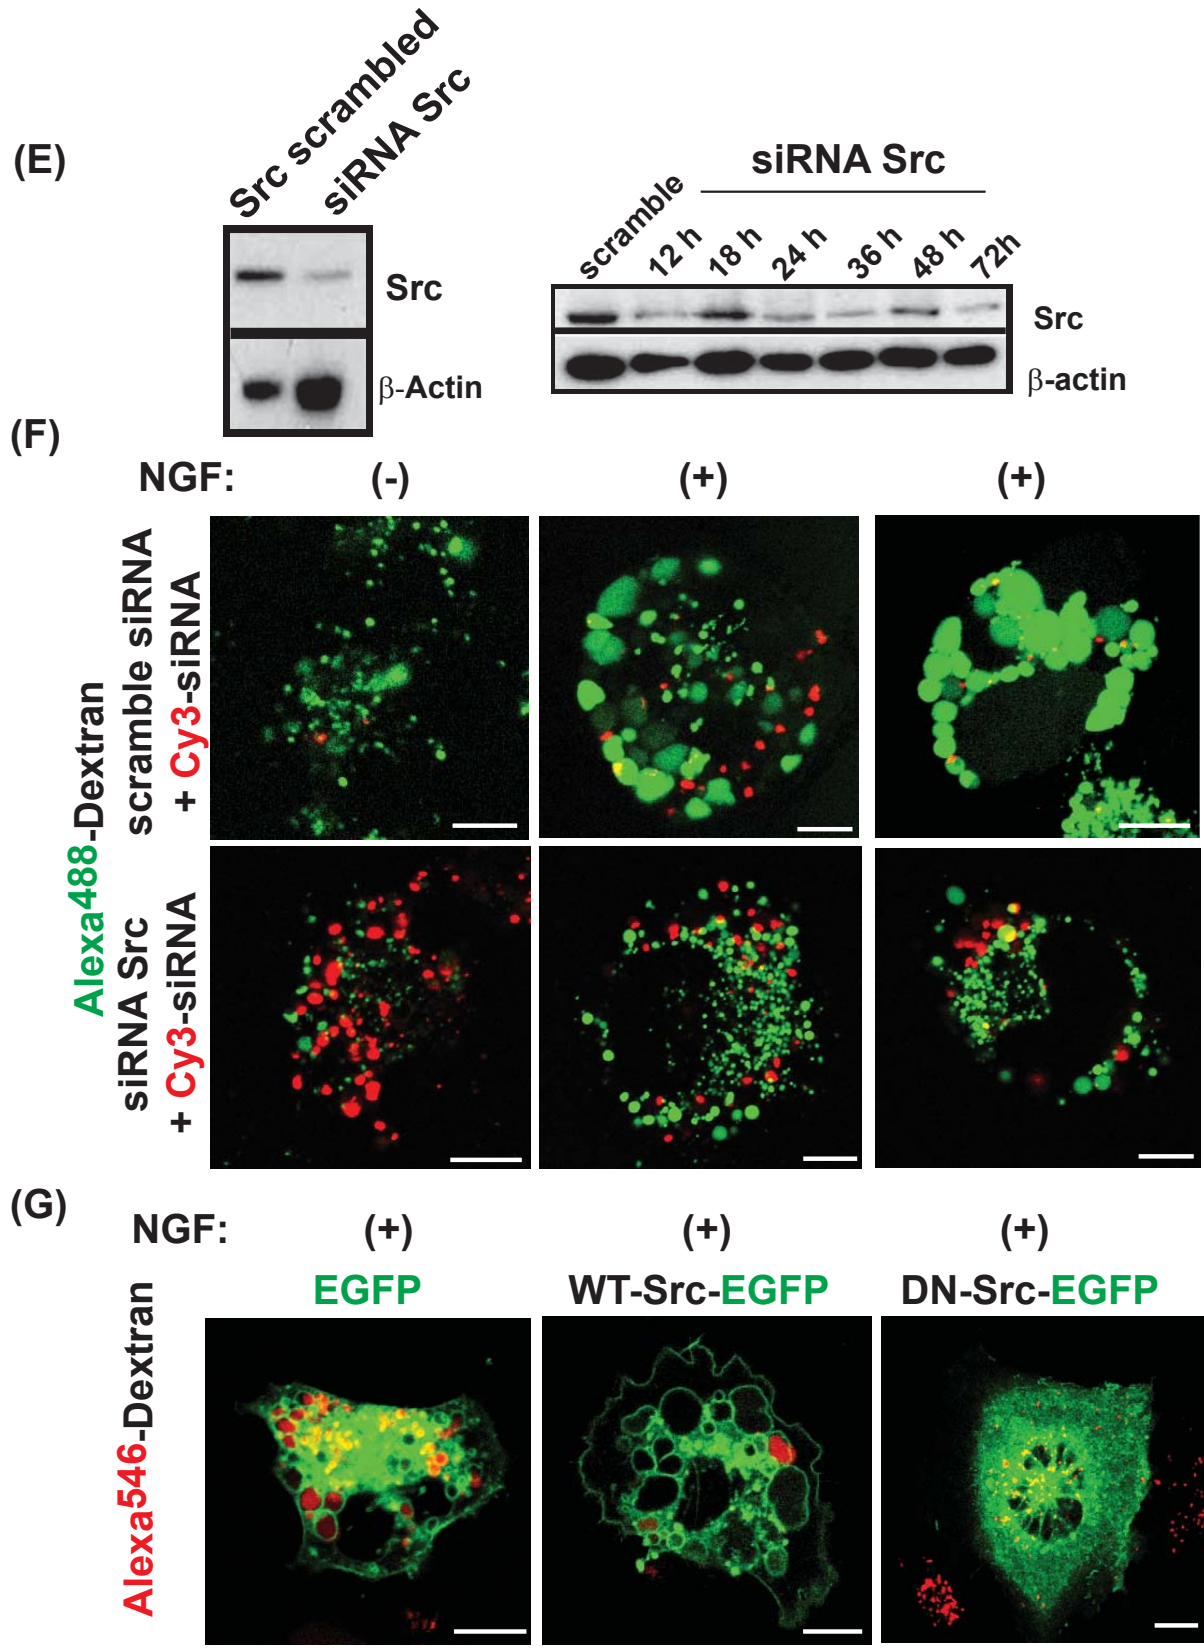 (E)
Src scrambled
siRNA Src
Src
β-Actin
siRNA Src
scramble 12 h 18 h 24 h 36 h 48 h 72h
Src
β-actin
(F)
NGF: (-) (+) (+)
Alexa488-Dextran
scramble siRNA
+ Cy3-siRNA
siRNA Src
+ Cy3-siRNA
(G)
NGF: (+) (+) (+)
EGFP WT-Src-EGFP DN-Src-EGFP
Alexa546-Dextran